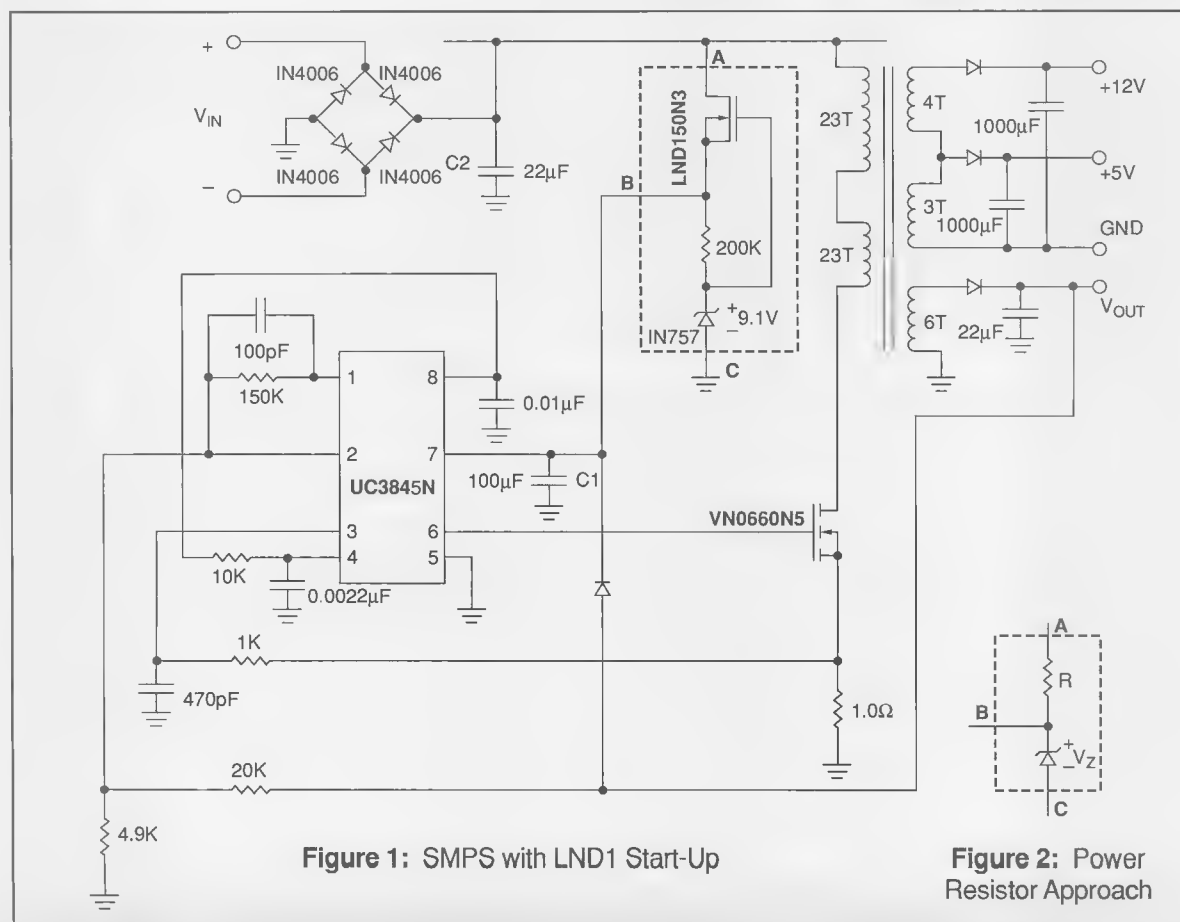 +
IN4006
IN4006
VIN
IN4006
IN4006
−
C2
22µF
A
LND150N3
B
200K
+
9.1V
−
IN757
C
23T
23T
4T
3T
6T
1000µF
1000µF
22µF
+12V
+5V
GND
VOUT
100pF
150K
1
2
3
4
8
7
6
5
UC3845N
0.01µF
100µF
C1
10K
0.0022µF
VN0660N5
1K
470pF
1.0Ω
20K
4.9K
A
R
B
+
−
VZ
C
Figure 1: SMPS with LND1 Start-Up
Figure 2: Power
Resistor Approach